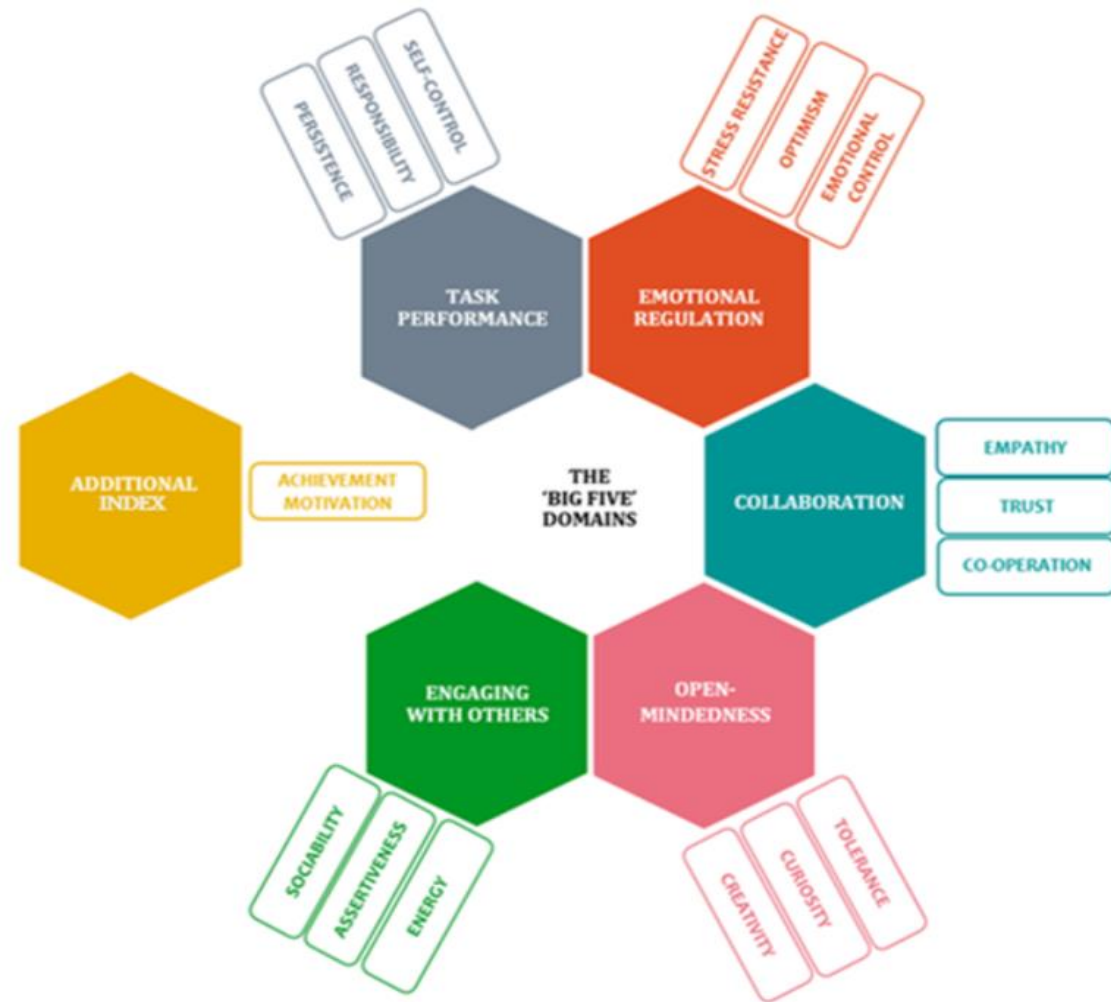 PERSISTENCE
RESPONSIBILITY
SELF-CONTROL
TASK
PERFORMANCE
STRESS RESISTANCE
OPTIMISM
EMOTIONAL
CONTROL
EMOTIONAL
REGULATION
ADDITIONAL
INDEX
ACHIEVEMENT
MOTIVATION
THE
'BIG FIVE'
DOMAINS
COLLABORATION
EMPATHY
TRUST
CO-OPERATION
ENGAGING
WITH OTHERS
SOCIABILITY
ASSERTIVENESS
ENERGY
OPEN-
MINDEDNESS
CREATIVITY
CURIOSITY
TOLERANCE